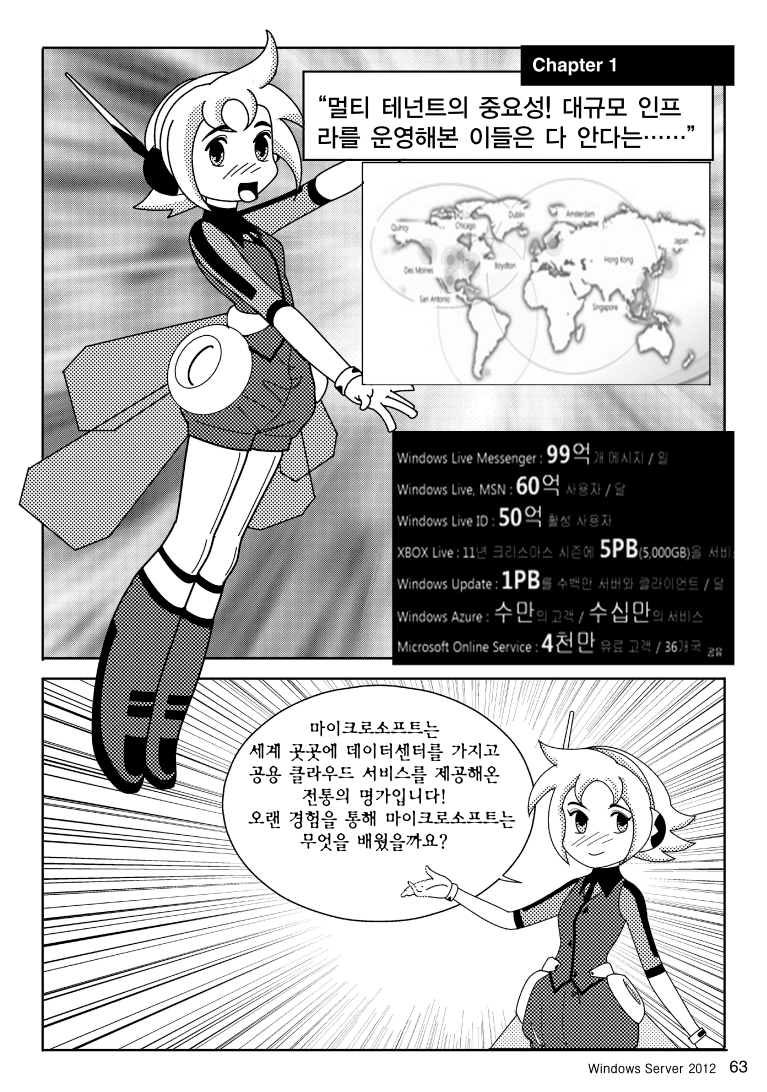 Chapter 1
“멀티 테넌트의 중요성! 대규모 인프
라를 운영해본 이들은 다 안다는……”
Dublin
Amsterdam
Quincy
Chicago
Japan
Des Moines
Boydton
Hong Kong
San Antonio
Singapore
Windows Live Messenger : 99억개 메시지 / 일
Windows Live, MSN : 60억 사용자 / 달
Windows Live ID : 50억 활성 사용자
XBOX Live : 11년 크리스마스 시즌에 5PB(5,000GB)을 서비
Windows Update : 1PB를 수백만 서버와 클라이언트 / 달
Windows Azure : 수만의 고객 / 수십만의 서비스
Microsoft Online Service : 4천만 유료 고객 / 36개국 공유
마이크로소프트는
세계 곳곳에 데이터센터를 가지고
공용 클라우드 서비스를 제공해온
전통의 명가입니다!
오랜 경험을 통해 마이크로소프트는
무엇을 배웠을까요?
Windows Server 2012 63